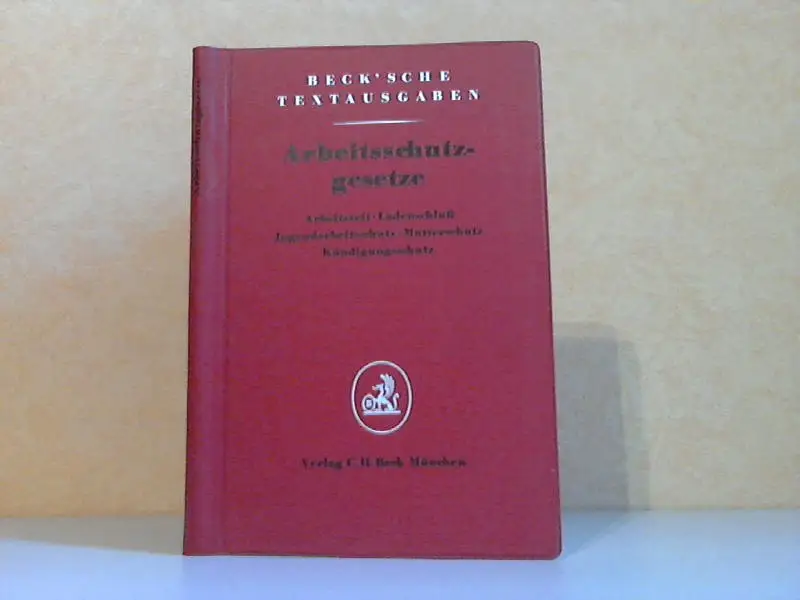 BECK'SCHE
TEXTAUSGABEN
Arbeitsschutz-
gesetze
Arbeitszeit · Ladenschluß
Jugendarbeitsschutz · Mutterschutz
Kündigungsschutz
Verlag C.H.Beck München